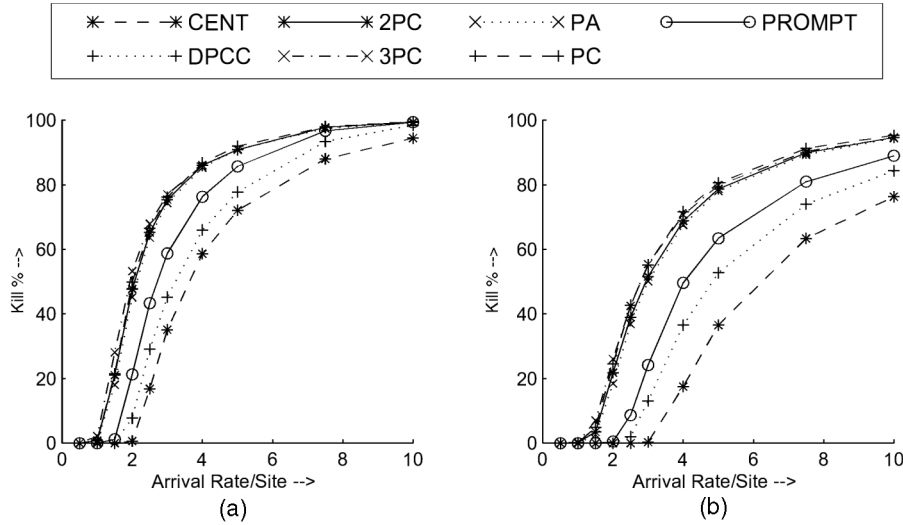 CENT 2PC PA PROMPT
DPCC 3PC PC
100 100
80 80
60 60
40 40
20 20
0 0
Kill % --> Kill % -->
0 2 4 6 8 10 0 2 4 6 8 10
Arrival Rate/Site --> Arrival Rate/Site -->
(a) (b)